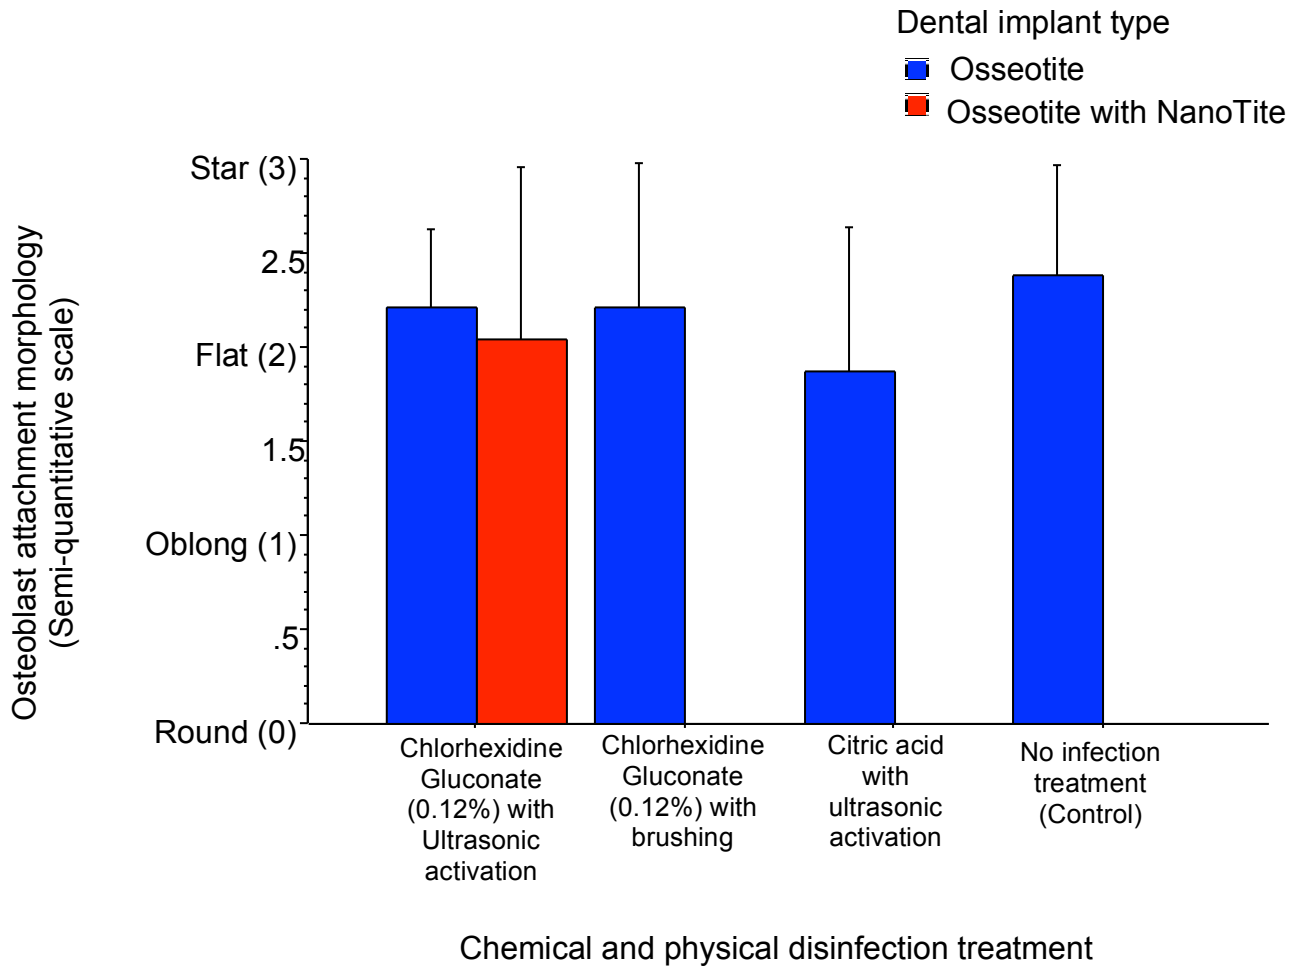 Dental implant type
Osseotite
Osseotite with NanoTite
Osteoblast attachment morphology
(Semi-quantitative scale)
Star (3)
2.5
Flat (2)
1.5
Oblong (1)
.5
Round (0)
Chlorhexidine
Gluconate
(0.12%) with
Ultrasonic
activation
Chlorhexidine
Gluconate
(0.12%) with
brushing
Citric acid
with
ultrasonic
activation
No infection
treatment
(Control)
Chemical and physical disinfection treatment